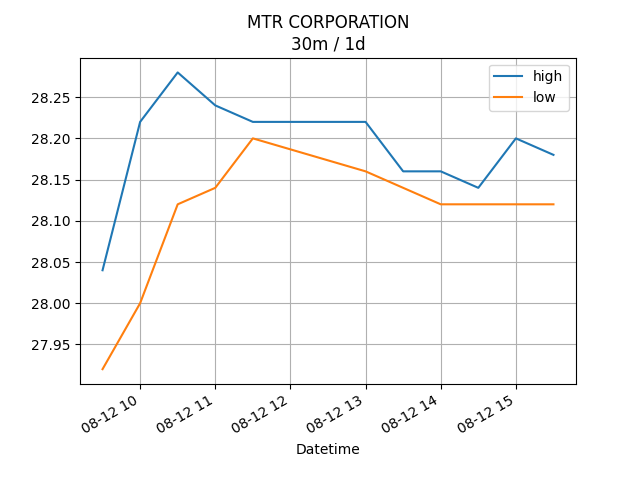 MTR CORPORATION
30m / 1d
high
low
28.25
28.20
28.15
28.10
28.05
28.00
27.95
08-12 10
08-12 11
08-12 12
08-12 13
08-12 14
08-12 15
Datetime